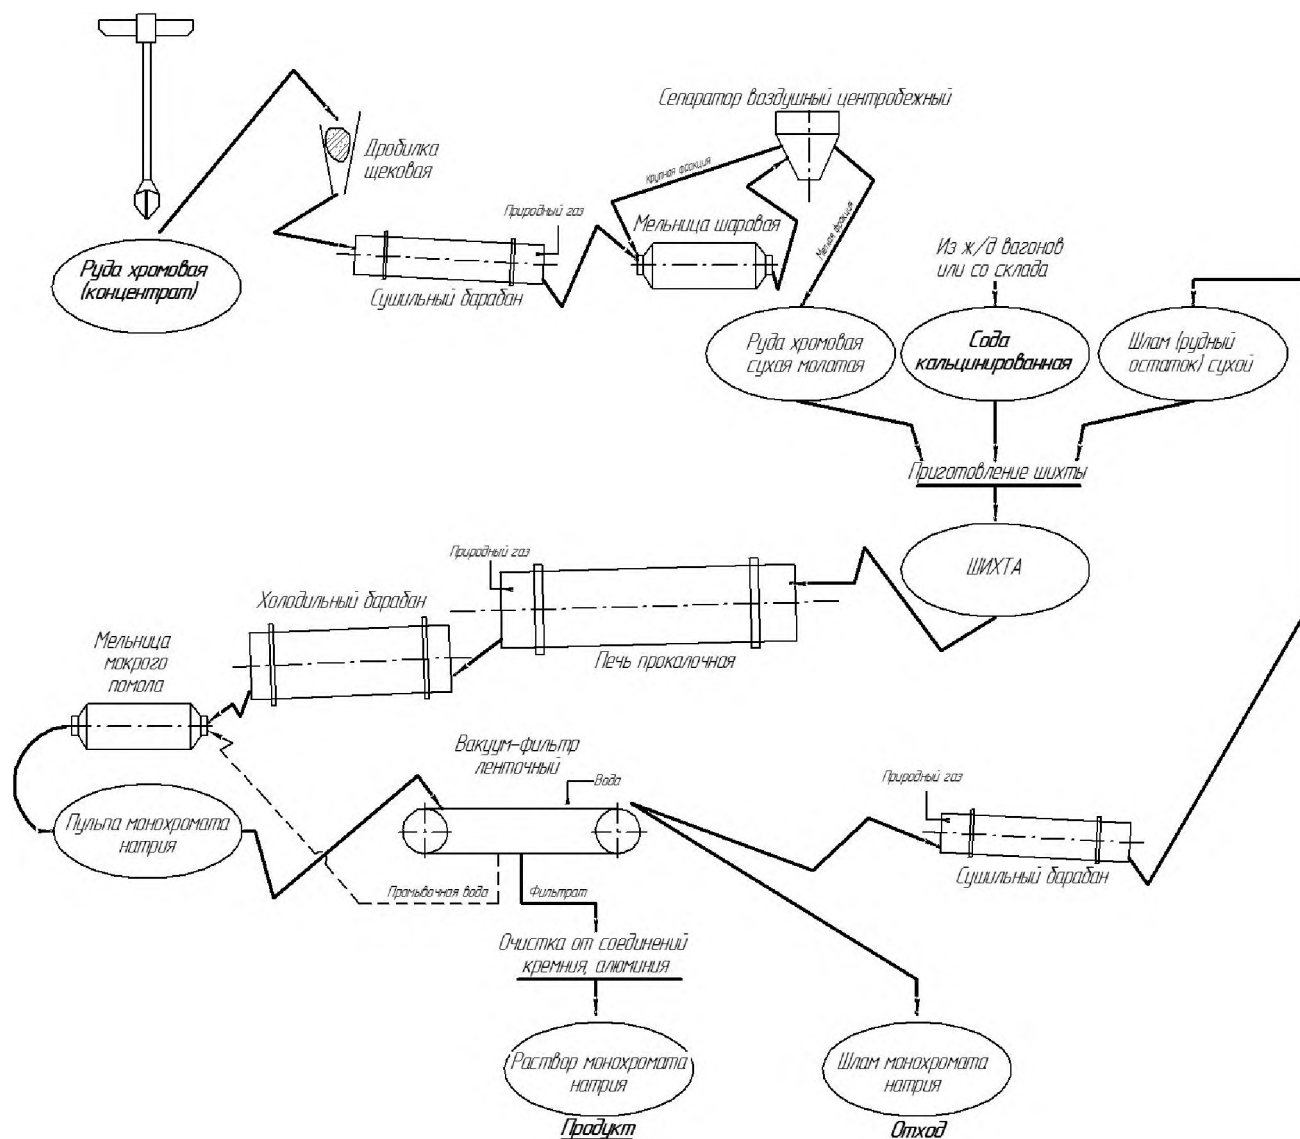 Сепаратор воздушный центробежный
Дробилка
щековая
крупная фракция
Мелкая фракция
Природный газ
Мельница шаровая
Руда хромовая
(концентрат)
Сушильный барабан
Из ж/д вагонов
или со склада
Руда хромовая
сухая молотая
Сода
кальцинированная
Шлам (рудный
остаток) сухой
Приготовление шихты
ШИХТА
Природный газ
Холодильный барабан
Печь прокалочная
Мельница
мокрого
помола
Вакуум-фильтр
ленточный
Вода
Природный газ
Пульпа монохромата
натрия
Сушильный барабан
Промывочная вода
Фильтрат
Очистка от соединений
кремния, алюминия
Раствор монохромата
натрия
Шлам монохромата
натрия
Продукт
Отход